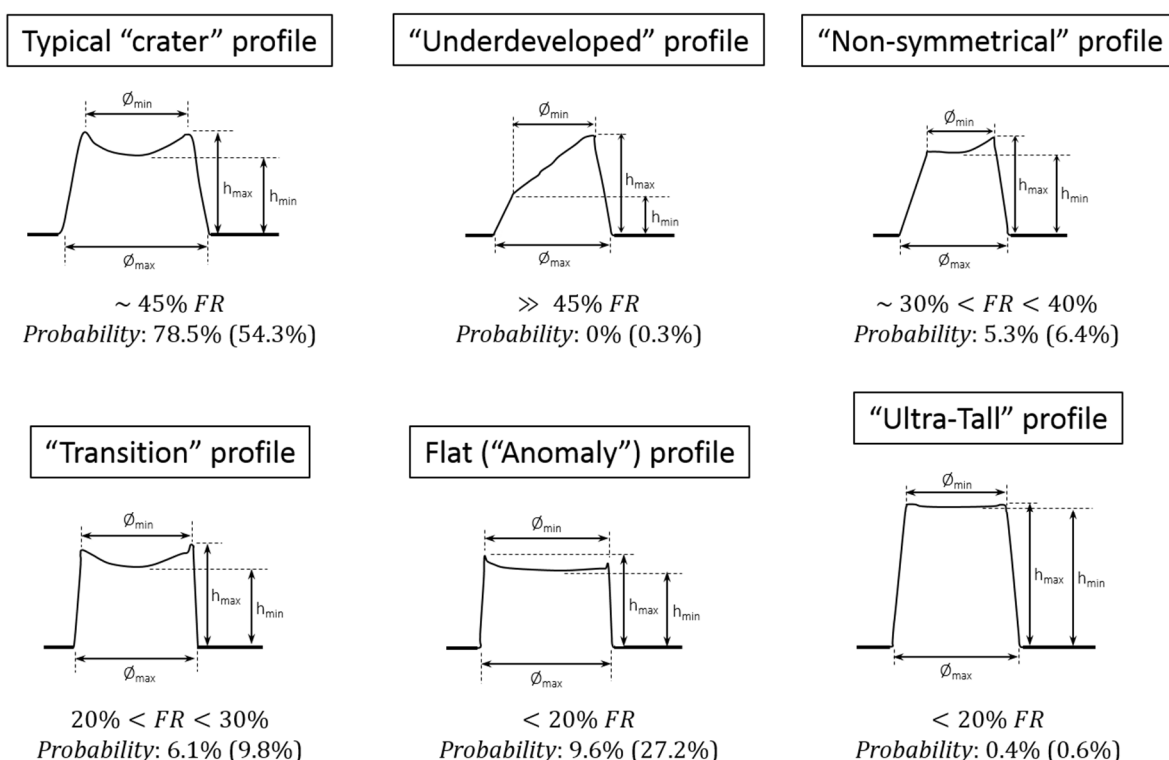 Typical “crater” profile
“Underdeveloped” profile
“Non-symmetrical” profile
Ømin
hmax
hmin
Ømax
Ømin
hmax
hmin
Ømax
Ømin
hmax
hmin
Ømax
~ 45% FR
Probability: 78.5% (54.3%)
≫ 45% FR
Probability: 0% (0.3%)
~ 30% < FR < 40%
Probability: 5.3% (6.4%)
“Transition” profile
Flat (“Anomaly”) profile
“Ultra-Tall” profile
Ømin
hmax
hmin
Ømax
Ømin
hmax
hmin
Ømax
Ømin
hmax
hmin
Ømax
20% < FR < 30%
Probability: 6.1% (9.8%)
< 20% FR
Probability: 9.6% (27.2%)
< 20% FR
Probability: 0.4% (0.6%)